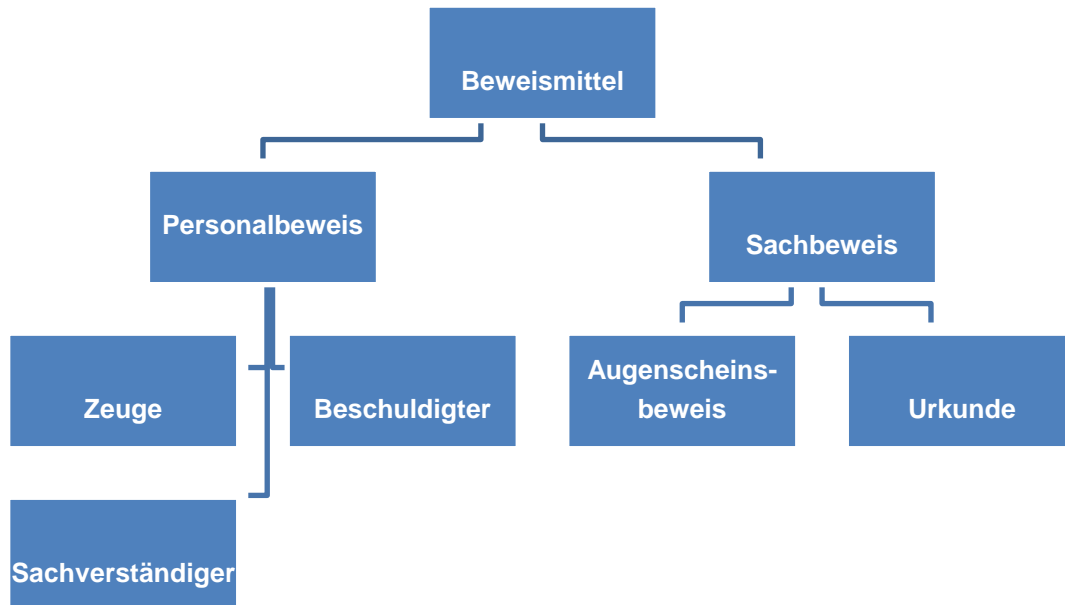 Beweismittel
Personalbeweis
Sachbeweis
Zeuge
Beschuldigter
Augenscheins-
beweis
Urkunde
Sachverständiger